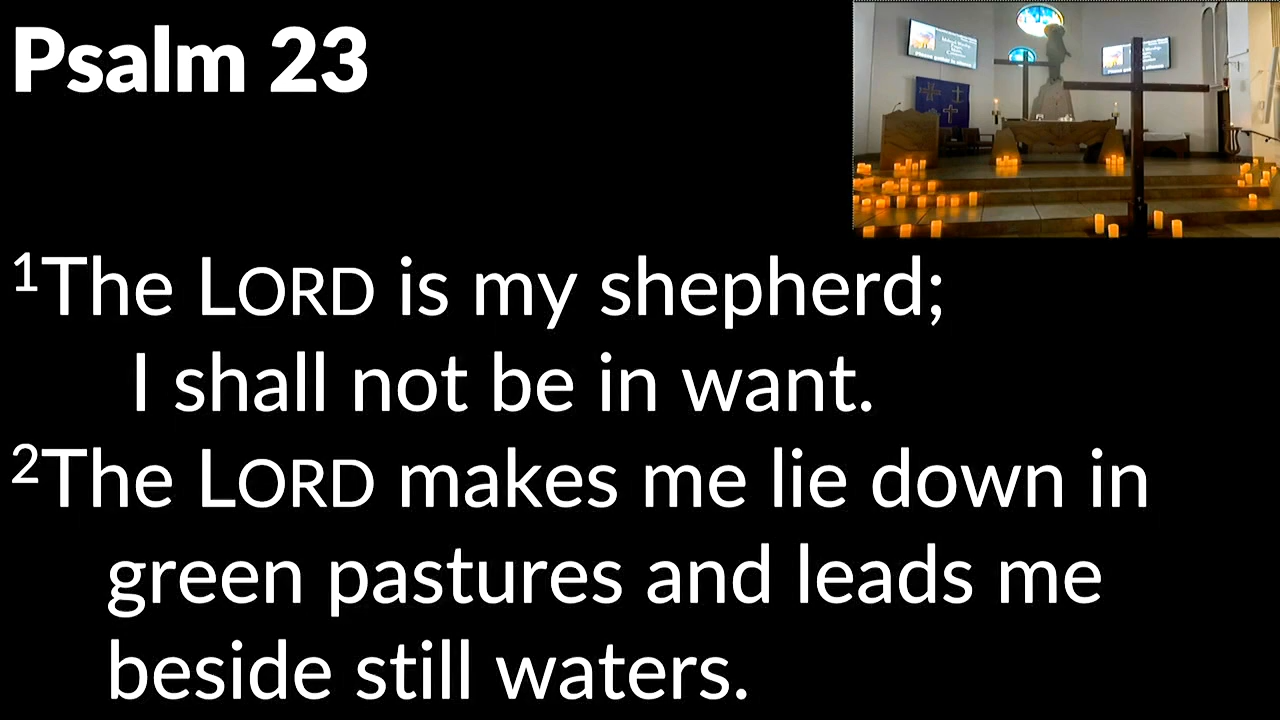 Psalm 23
¹The LORD is my shepherd;
I shall not be in want.
²The LORD makes me lie down in
green pastures and leads me
beside still waters.